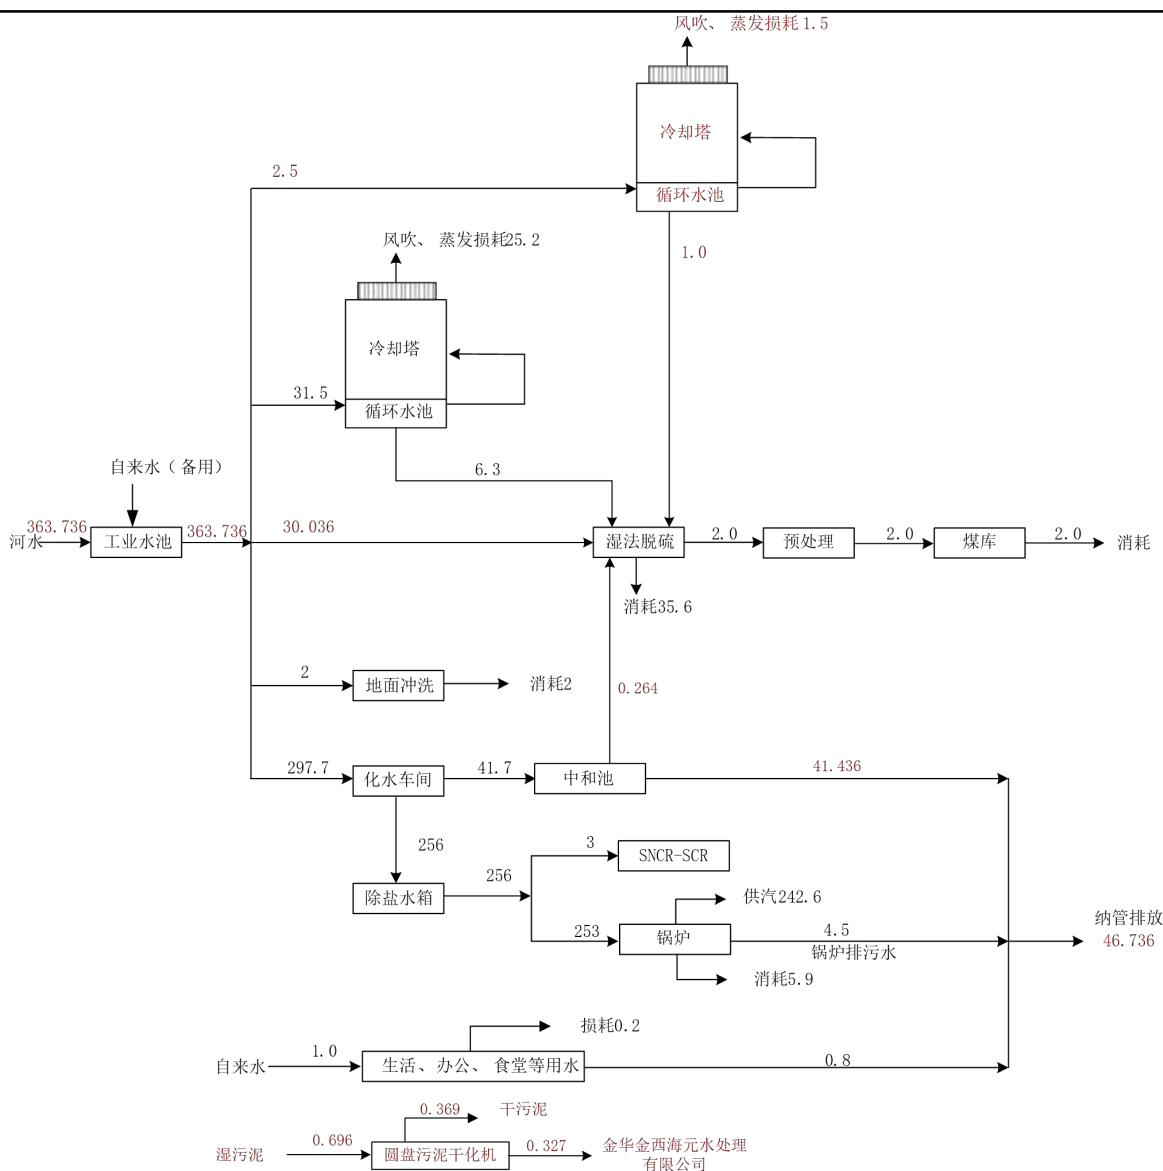 风吹、蒸发损耗1.5
冷却塔
循环水池
2.5
1.0
风吹、蒸发损耗25.2
冷却塔
循环水池
31.5
6.3
自来水（备用）
河水
363.736
工业水池
363.736
30.036
湿法脱硫
2.0
预处理
2.0
煤库
2.0
消耗
消耗35.6
2
地面冲洗
消耗2
0.264
297.7
化水车间
41.7
中和池
41.436
256
除盐水箱
256
3
SNCR-SCR
253
锅炉
供汽242.6
4.5
锅炉排污水
消耗5.9
纳管排放
46.736
损耗0.2
自来水
1.0
生活、办公、食堂等用水
0.8
湿污泥
0.696
圆盘污泥干化机
0.369
干污泥
0.327
金华金西海元水处理
有限公司